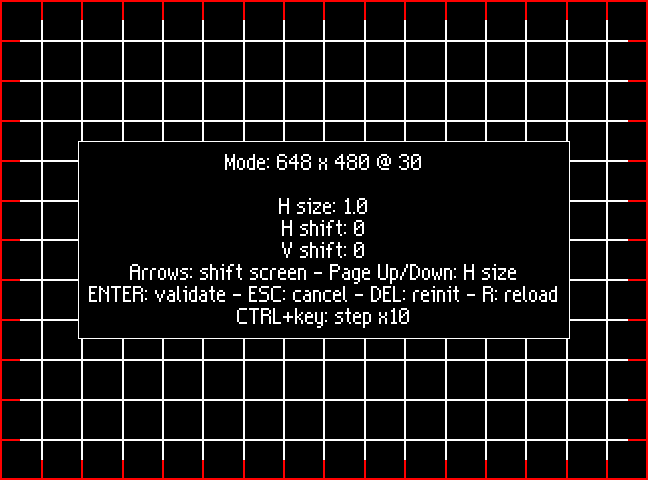 Mode: 648 x 480 @ 30
H size: 1.0
H shift: 0
V shift: 0
Arrows: shift screen - Page Up/Down: H size
ENTER: validate - ESC: cancel - DEL: reinit - R: reload
CTRL+key: step x10